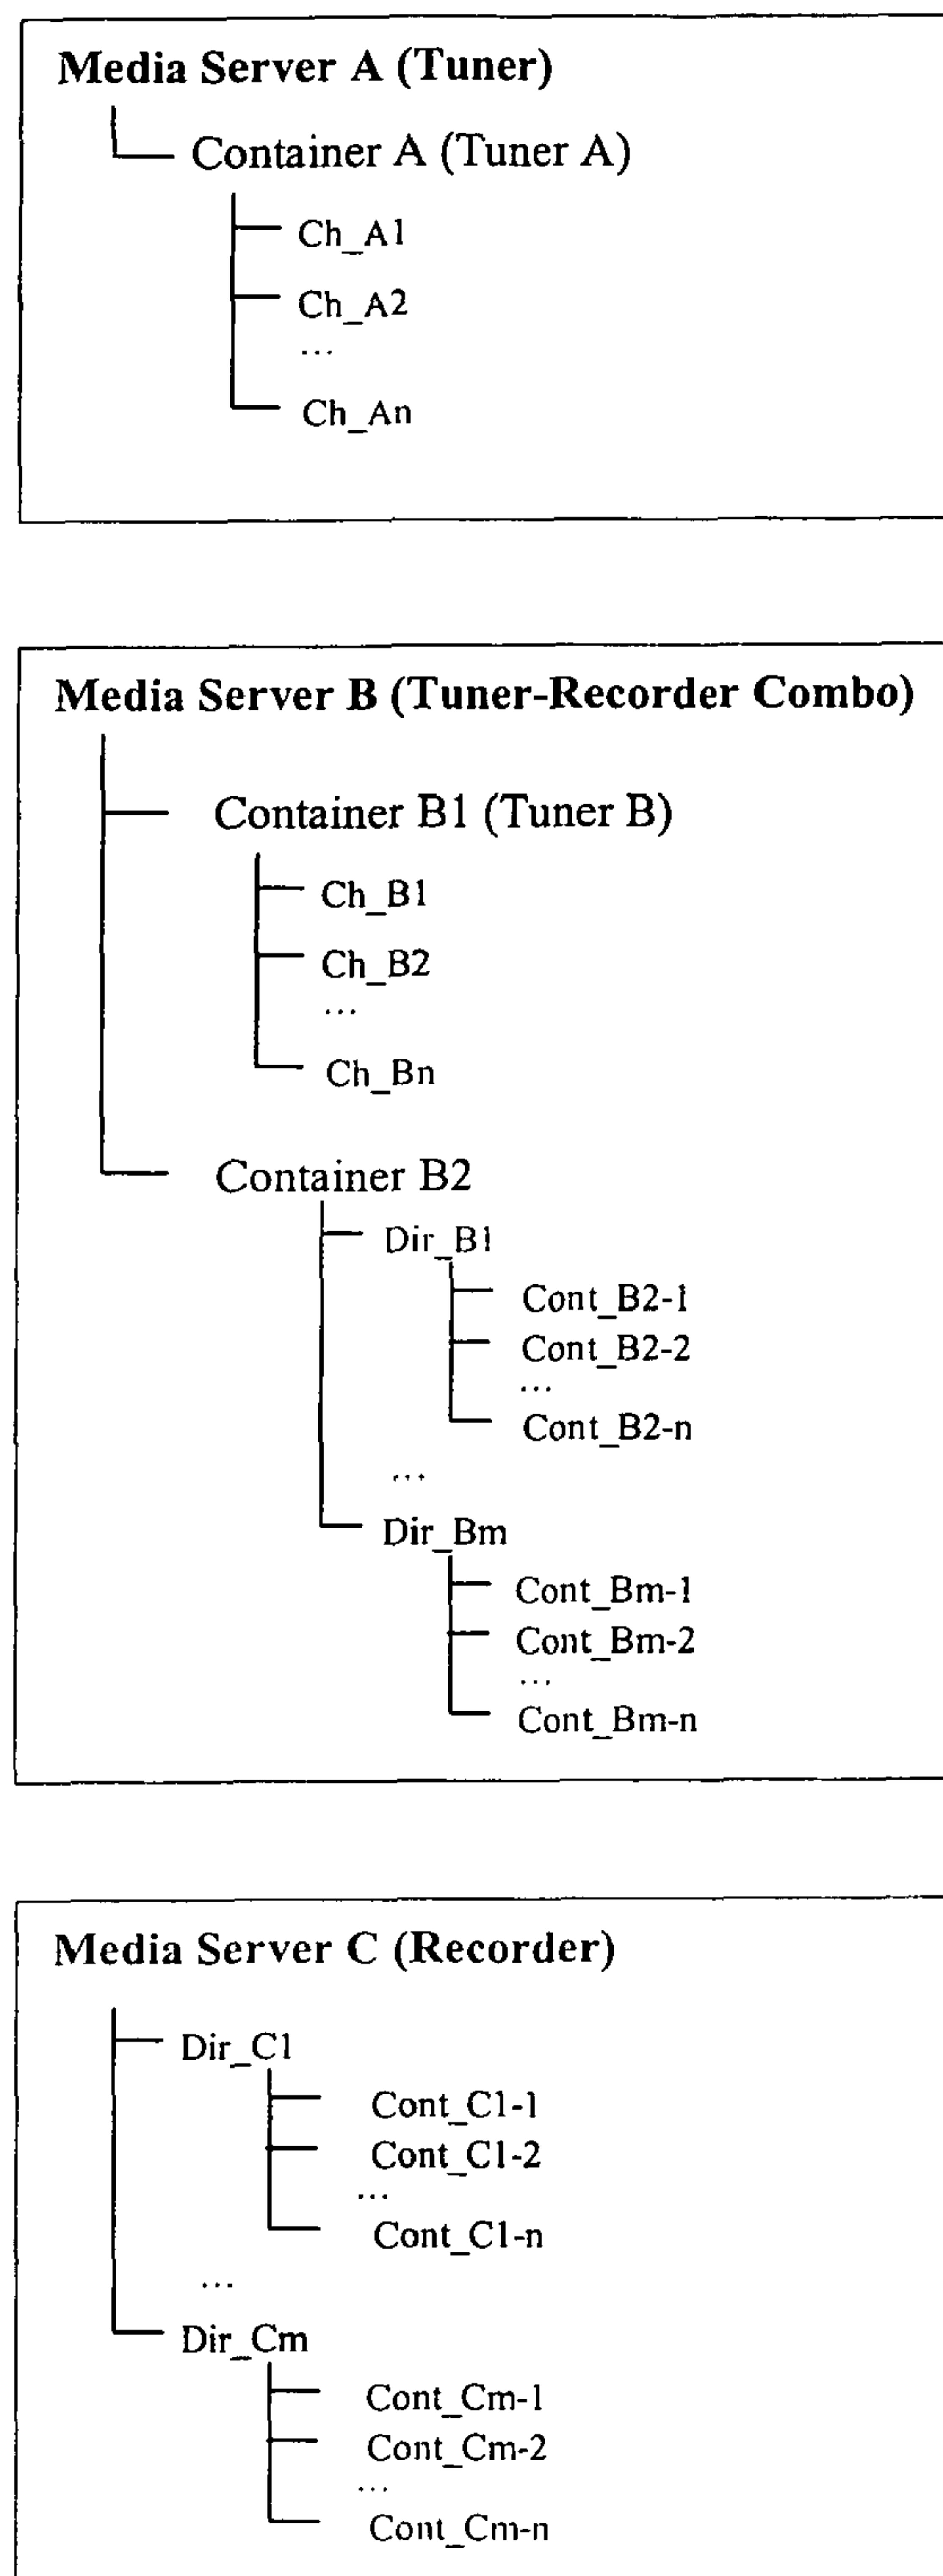 Media Server A (Tuner)
Container A (Tuner A)
Ch_A1
Ch_A2
...
Ch_An
Media Server B (Tuner-Recorder Combo)
Container B1 (Tuner B)
Ch_B1
Ch_B2
...
Ch_Bn
Container B2
Dir_B1
Cont_B2-1
Cont_B2-2
...
Cont_B2-n
...
Dir_Bm
Cont_Bm-1
Cont_Bm-2
...
Cont_Bm-n
Media Server C (Recorder)
Dir_C1
Cont_C1-1
Cont_C1-2
...
Cont_C1-n
...
Dir_Cm
Cont_Cm-1
Cont_Cm-2
...
Cont_Cm-n